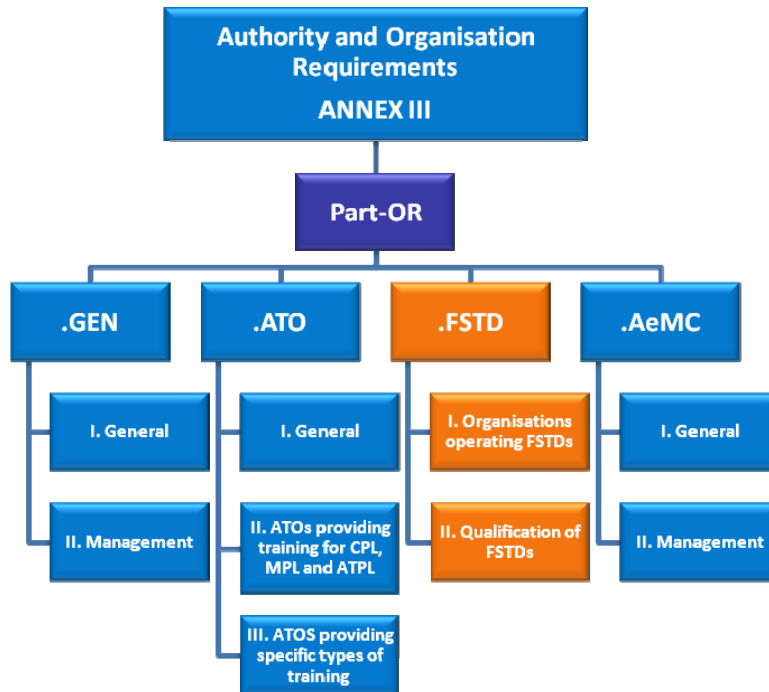 Authority and Organisation
Requirements
ANNEX III
Part-OR
.GEN
.ATO
.FSTD
.AeMC
I. General
I. General
I. Organisations
operating FSTDs
I. General
II. Management
II. ATOs providing
training for CPL,
MPL and ATPL
II. Qualification of
FSTDs
II. Management
III. ATOS providing
specific types of
training